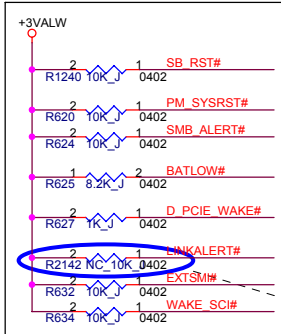 +3VALW
2 1 SB_RST#
R1240 10K_J 0402
2 1 PM_SYSRST#
R620 10K_J 0402
2 1 SMB_ALERT#
R624 10K_J 0402
1 2 BATLOW#
R625 8.2K_J 0402
2 1 D_PCIE_WAKE#
R627 1K_J 0402
2 1 LINKALERT#
R2142 NC_10K_J 0402
2 1 EXTSMI#
R632 10K_J 0402
2 1 WAKE_SCI#
R634 10K_J 0402